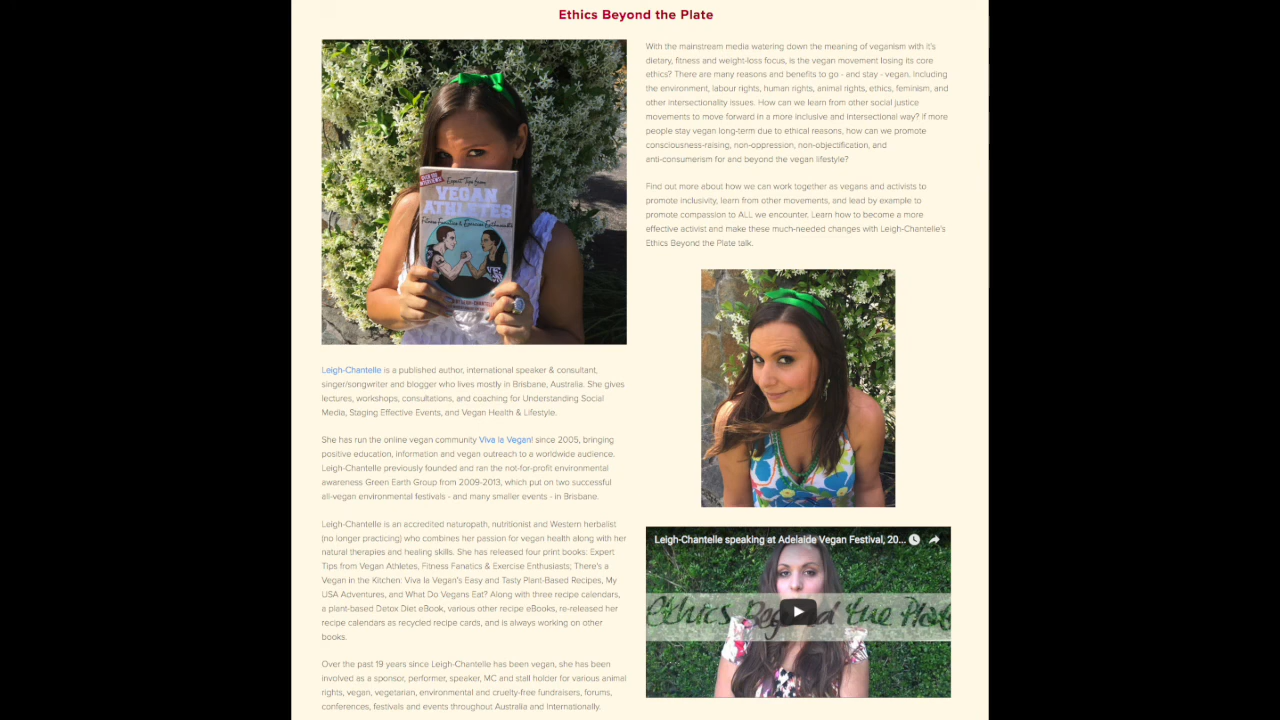 Ethics Beyond the Plate
OVER 100 INTERVIEWS
Expert Tips from
VEGAN
ATHLETES
Fitness Fanatics & Exercise Enthusiasts
LEIGH-CHANTELLE
Leigh-Chantelle is a published author, international speaker & consultant,
singer/songwriter and blogger who lives mostly in Brisbane, Australia. She gives
lectures, workshops, consultations, and coaching for Understanding Social
Media, Staging Effective Events, and Vegan Health & Lifestyle.
She has run the online vegan community Viva la Vegan! since 2005, bringing
positive education, information and vegan outreach to a worldwide audience.
Leigh-Chantelle previously founded and ran the not-for-profit environmental
awareness Green Earth Group from 2009-2013, which put on two successful
all-vegan environmental festivals - and many smaller events - in Brisbane.
Leigh-Chantelle is an accredited naturopath, nutritionist and Western herbalist
(no longer practicing) who combines her passion for vegan health along with her
natural therapies and healing skills. She has released four print books: Expert
Tips from Vegan Athletes, Fitness Fanatics & Exercise Enthusiasts; There's a
Vegan in the Kitchen: Viva la Vegan's Easy and Tasty Plant-Based Recipes, My
USA Adventures, and What Do Vegans Eat? Along with three recipe calendars,
a plant-based Detox Diet eBook, various other recipe eBooks, re-released her
recipe calendars as recycled recipe cards, and is always working on other
books.
Over the past 19 years since Leigh-Chantelle has been vegan, she has been
involved as a sponsor, performer, speaker, MC and stall holder for various animal
rights, vegan, vegetarian, environmental and cruelty-free fundraisers, forums,
conferences, festivals and events throughout Australia and Internationally.
With the mainstream media watering down the meaning of veganism with it's
dietary, fitness and weight-loss focus, is the vegan movement losing its core
ethics? There are many reasons and benefits to go - and stay - vegan, including
the environment, labour rights, human rights, animal rights, ethics, feminism, and
other intersectionality issues. How can we learn from other social justice
movements to move forward in a more inclusive and intersectional way? If more
people stay vegan long-term due to ethical reasons, how can we promote
consciousness-raising, non-oppression, non-objectification, and
anti-consumerism for and beyond the vegan lifestyle?
Find out more about how we can work together as vegans and activists to
promote inclusivity, learn from other movements, and lead by example to
promote compassion to ALL we encounter. Learn how to become a more
effective activist and make these much-needed changes with Leigh-Chantelle's
Ethics Beyond the Plate talk.
Leigh-Chantelle speaking at Adelaide Vegan Festival, 20...
Ethics Beyond the Plate